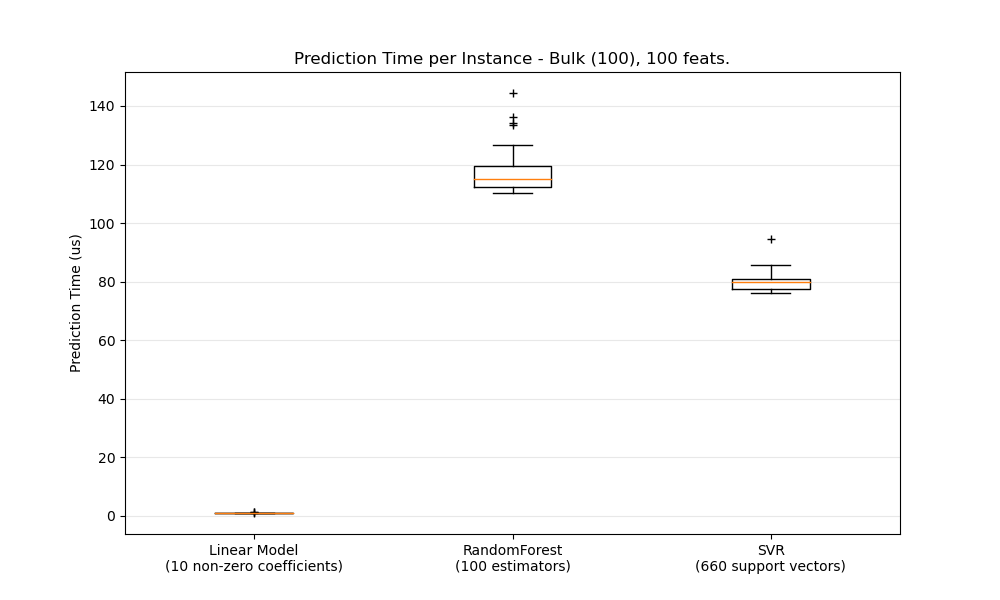 Prediction Time per Instance - Bulk (100), 100 feats.
Prediction Time (us)
140
120
100
80
60
40
20
0
Linear Model
(10 non-zero coefficients)
RandomForest
(100 estimators)
SVR
(660 support vectors)